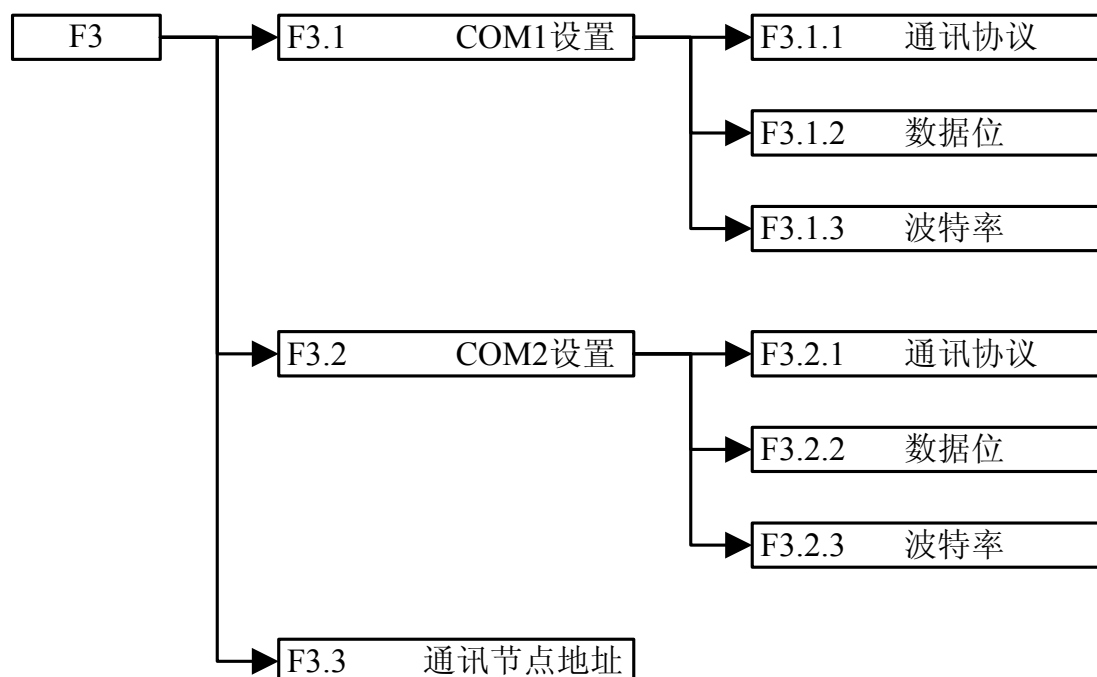 F3
F3.1 COM1设置
F3.1.1 通讯协议
F3.1.2 数据位
F3.1.3 波特率
F3.2 COM2设置
F3.2.1 通讯协议
F3.2.2 数据位
F3.2.3 波特率
F3.3 通讯节点地址